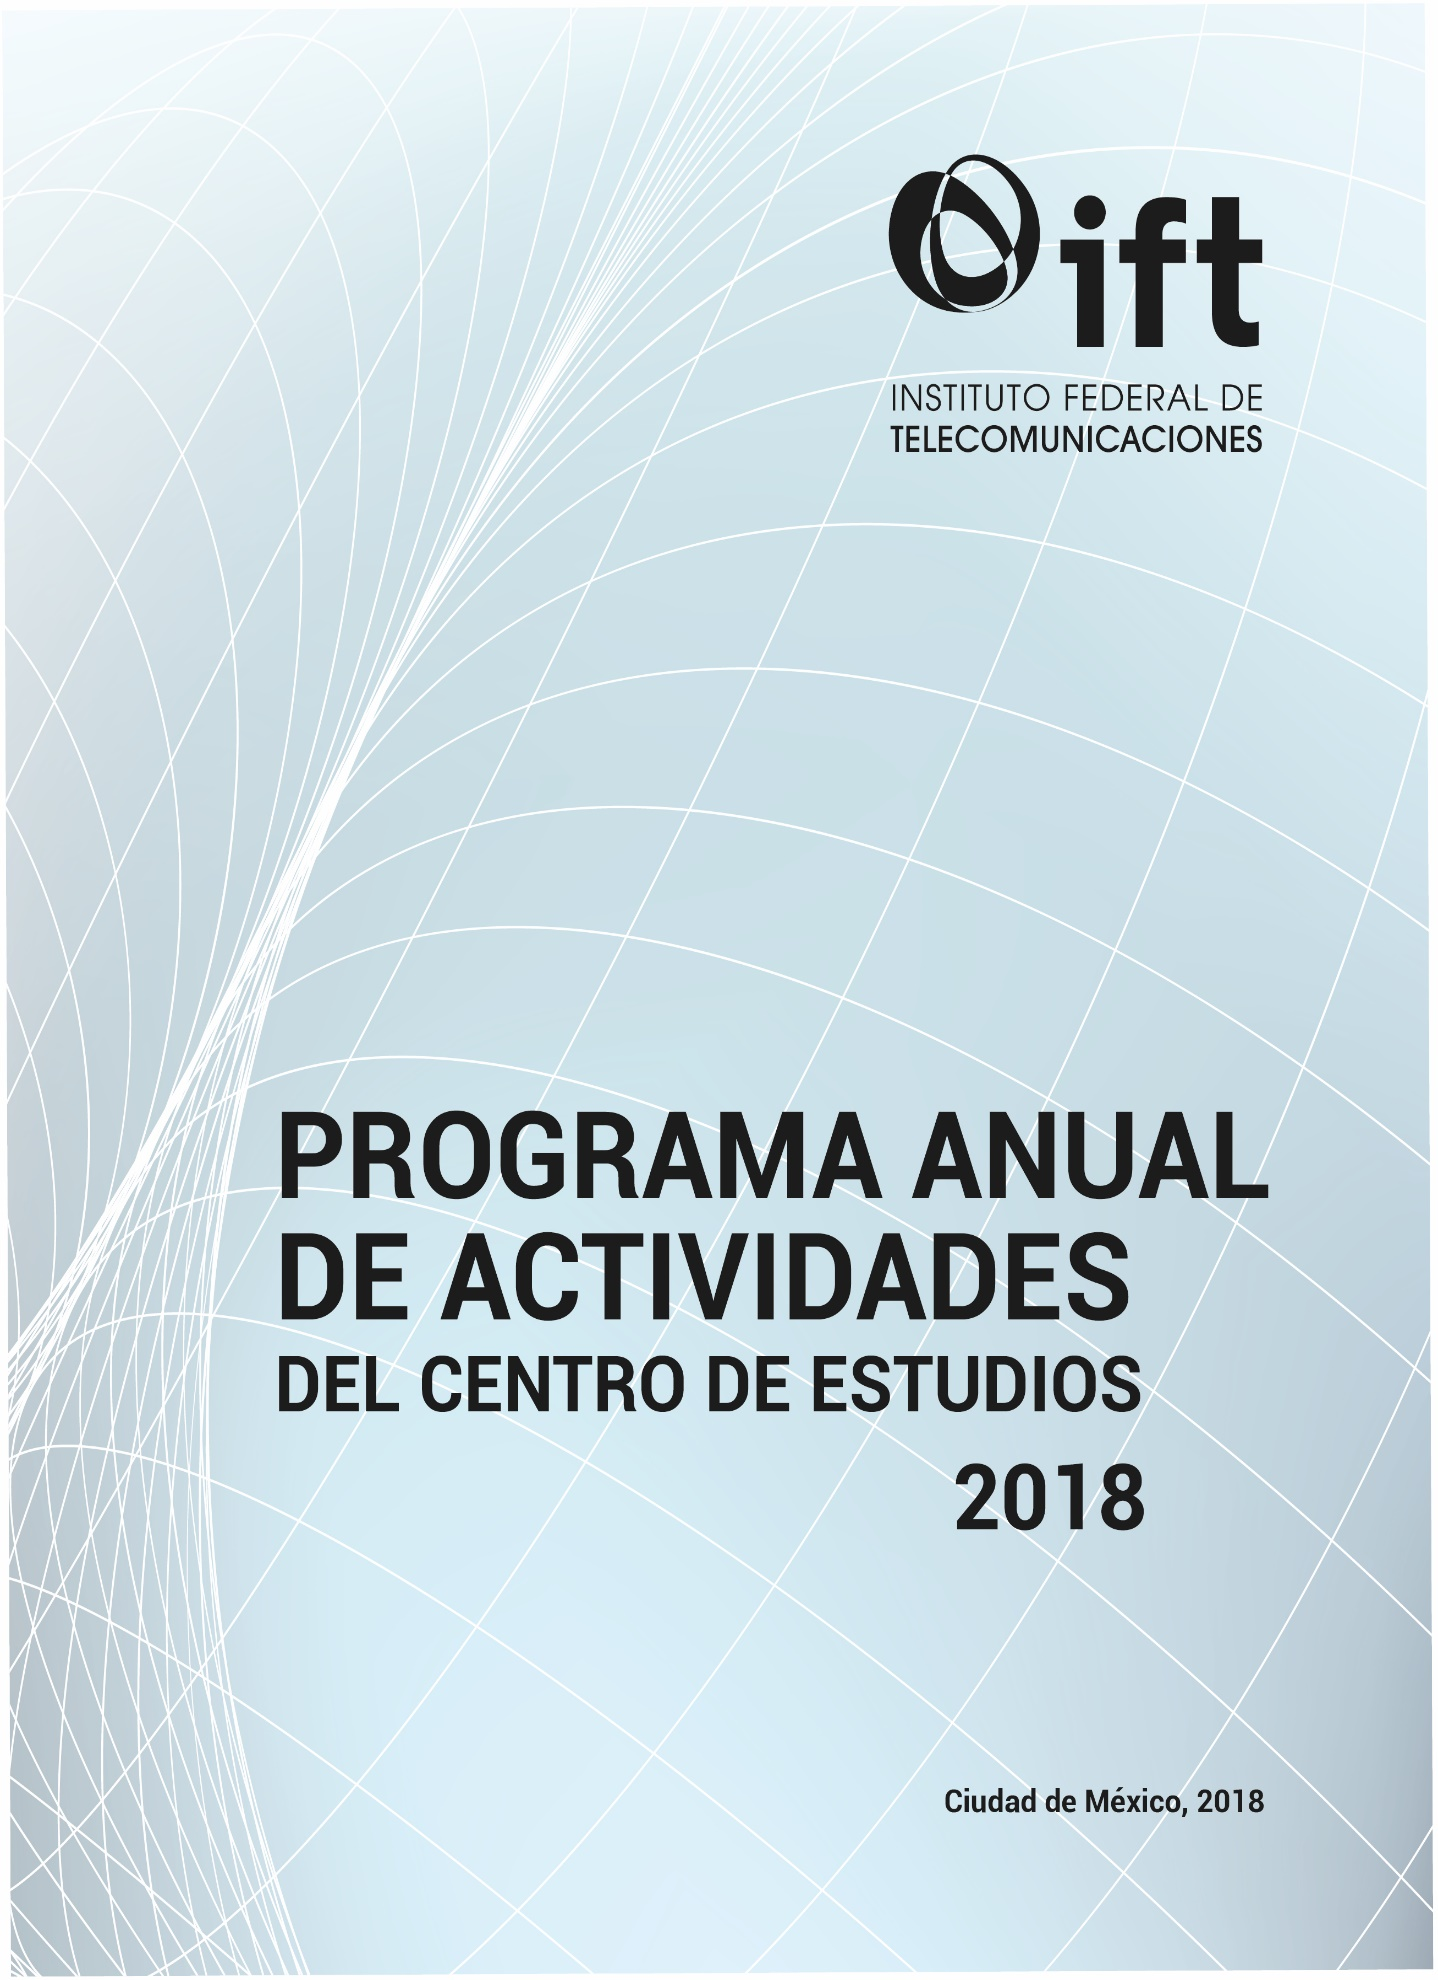 ift
INSTITUTO FEDERAL DE
TELECOMUNICACIONES
PROGRAMA ANUAL
DE ACTIVIDADES
DEL CENTRO DE ESTUDIOS
2018
Ciudad de México, 2018